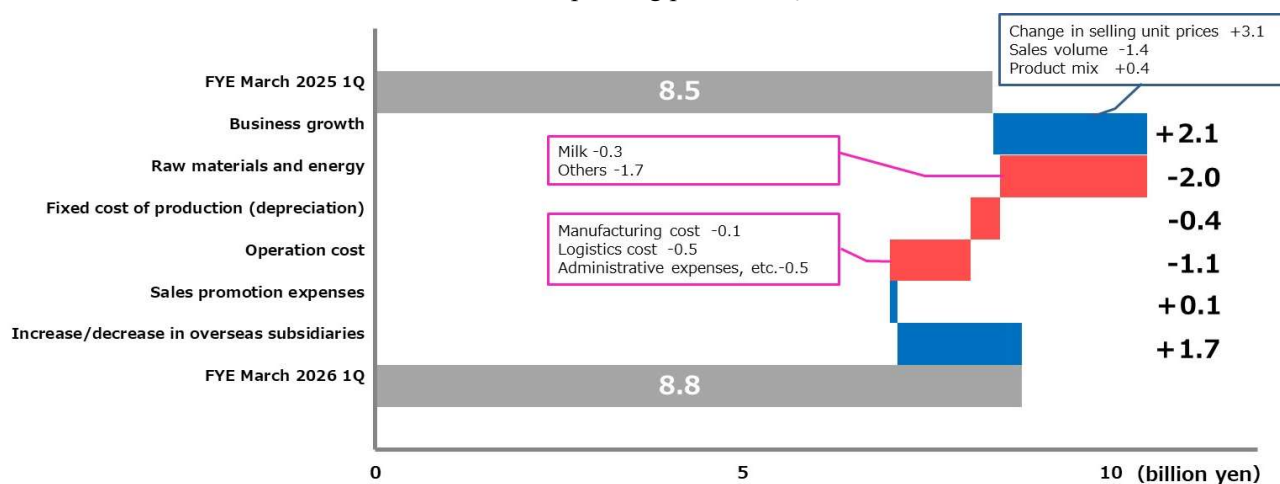 Change in selling unit prices +3.1
Sales volume -1.4
Product mix +0.4
FYE March 2025 1Q
8.5
Business growth
+2.1
Milk -0.3
Others -1.7
Raw materials and energy
-2.0
Fixed cost of production (depreciation)
-0.4
Manufacturing cost -0.1
Logistics cost -0.5
Administrative expenses, etc.-0.5
Operation cost
-1.1
Sales promotion expenses
+0.1
Increase/decrease in overseas subsidiaries
+1.7
FYE March 2026 1Q
8.8
0 5 10 (billion yen)